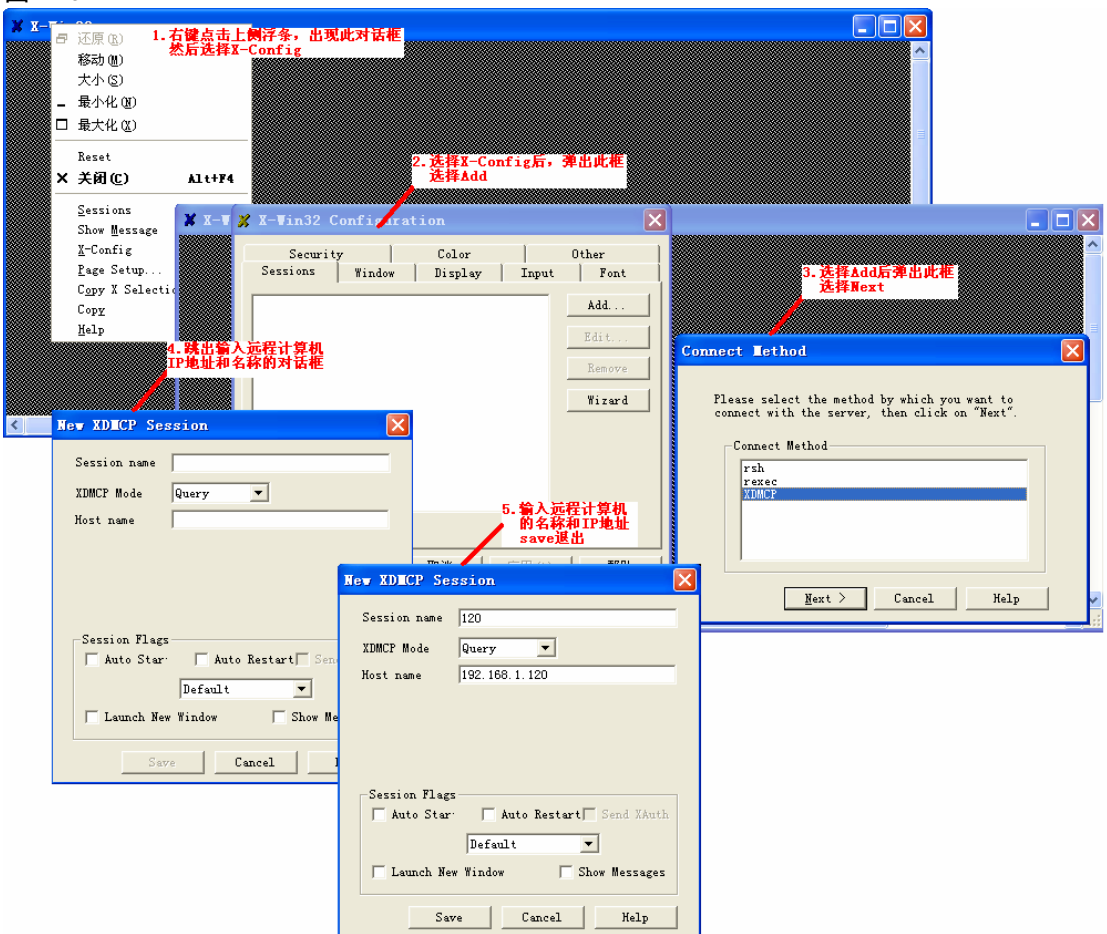 X-Win32
1.右键点击上侧浮条，出现此对话框
然后选择X-Config
还原(R)
移动(M)
大小(S)
最小化(N)
最大化(X)
Reset
关闭(C) Alt+F4
Sessions
Show Message
X-Config
Page Setup...
Copy X Selectio
Copy
Help
2.选择X-Config后，弹出此框
选择Add
X-W
X-Win32 Configuration
Security Color Other
Sessions Window Display Input Font
Add...
Edit...
Remove
Wizard
3.选择Add后弹出此框
选择Next
Connect Method
Please select the method by which you want to
connect with the server, then click on "Next".
Connect Method
rsh
rexec
XDMCP
Next > Cancel Help
4.跳出输入远程计算机
IP地址和名称的对话框
New XDMCP Session
Session name
XDMCP Mode Query
Host name
Session Flags
Auto Star Auto Restart Sen
Default
Launch New Window Show Me
Save Cancel
5.输入远程计算机
的名称和IP地址
save退出
New XDMCP Session
Session name 120
XDMCP Mode Query
Host name 192.168.1.120
Session Flags
Auto Star Auto Restart Send XAuth
Default
Launch New Window Show Messages
Save Cancel Help